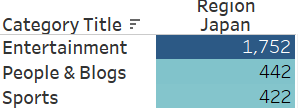 Region
Category Title Japan
Entertainment 1,752
People & Blogs 442
Sports 422